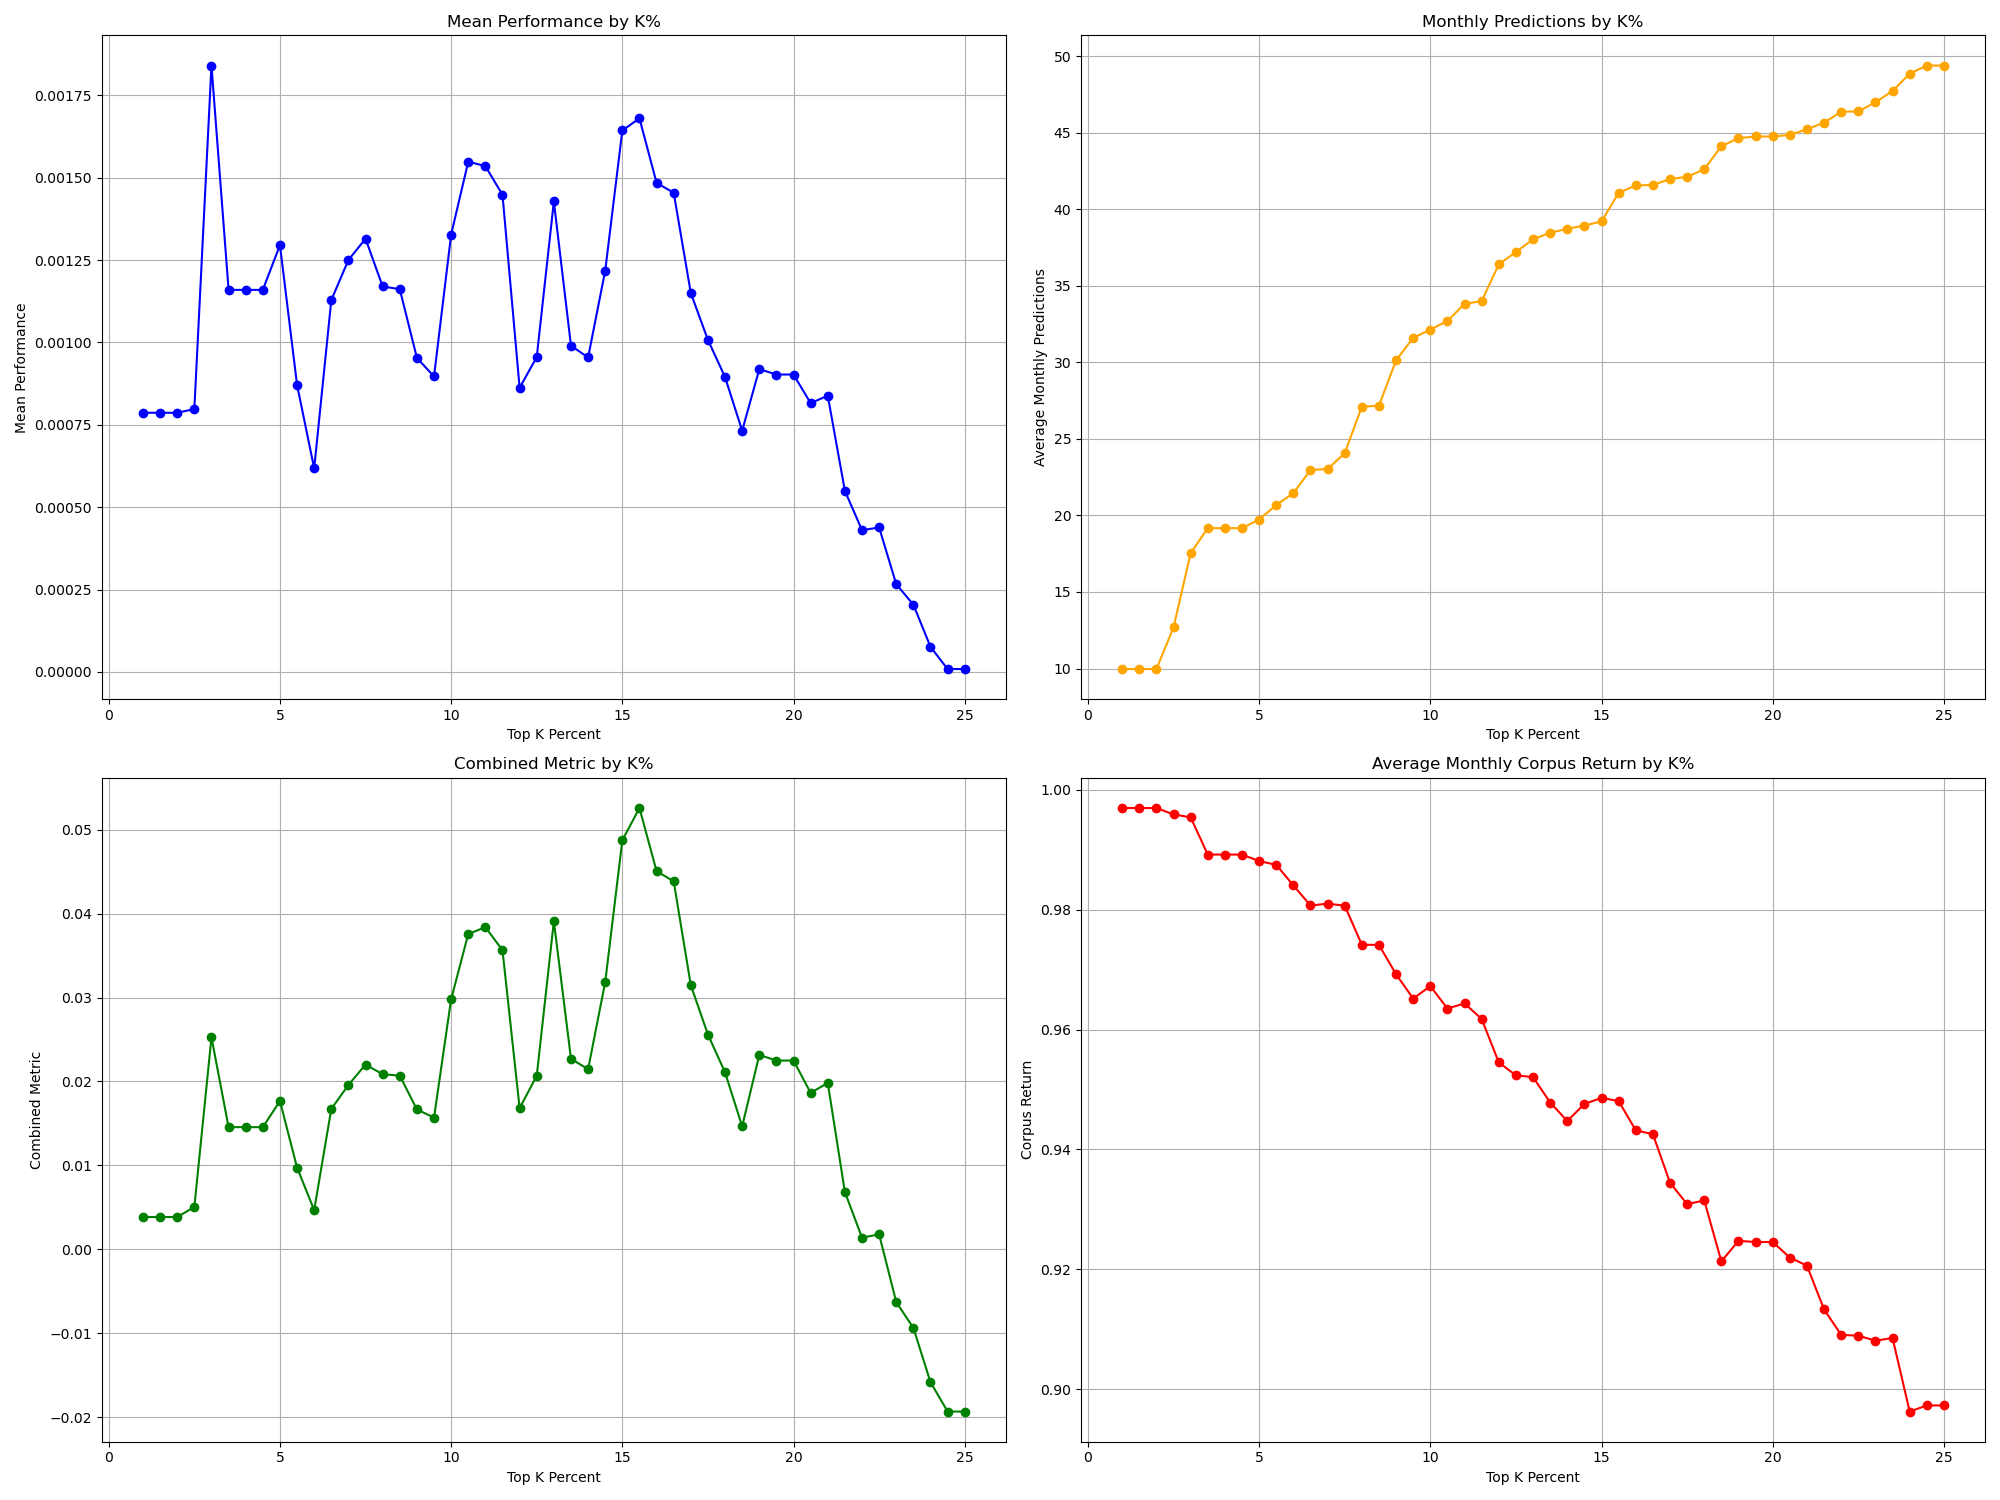 Mean Performance by K%
Mean Performance
0.00175
0.00150
0.00125
0.00100
0.00075
0.00050
0.00025
0.00000
0 5 10 15 20 25
Top K Percent
Monthly Predictions by K%
Average Monthly Predictions
50
45
40
35
30
25
20
15
10
0 5 10 15 20 25
Top K Percent
Combined Metric by K%
Combined Metric
0.05
0.04
0.03
0.02
0.01
0.00
−0.01
−0.02
0 5 10 15 20 25
Top K Percent
Average Monthly Corpus Return by K%
Corpus Return
1.00
0.98
0.96
0.94
0.92
0.90
0 5 10 15 20 25
Top K Percent